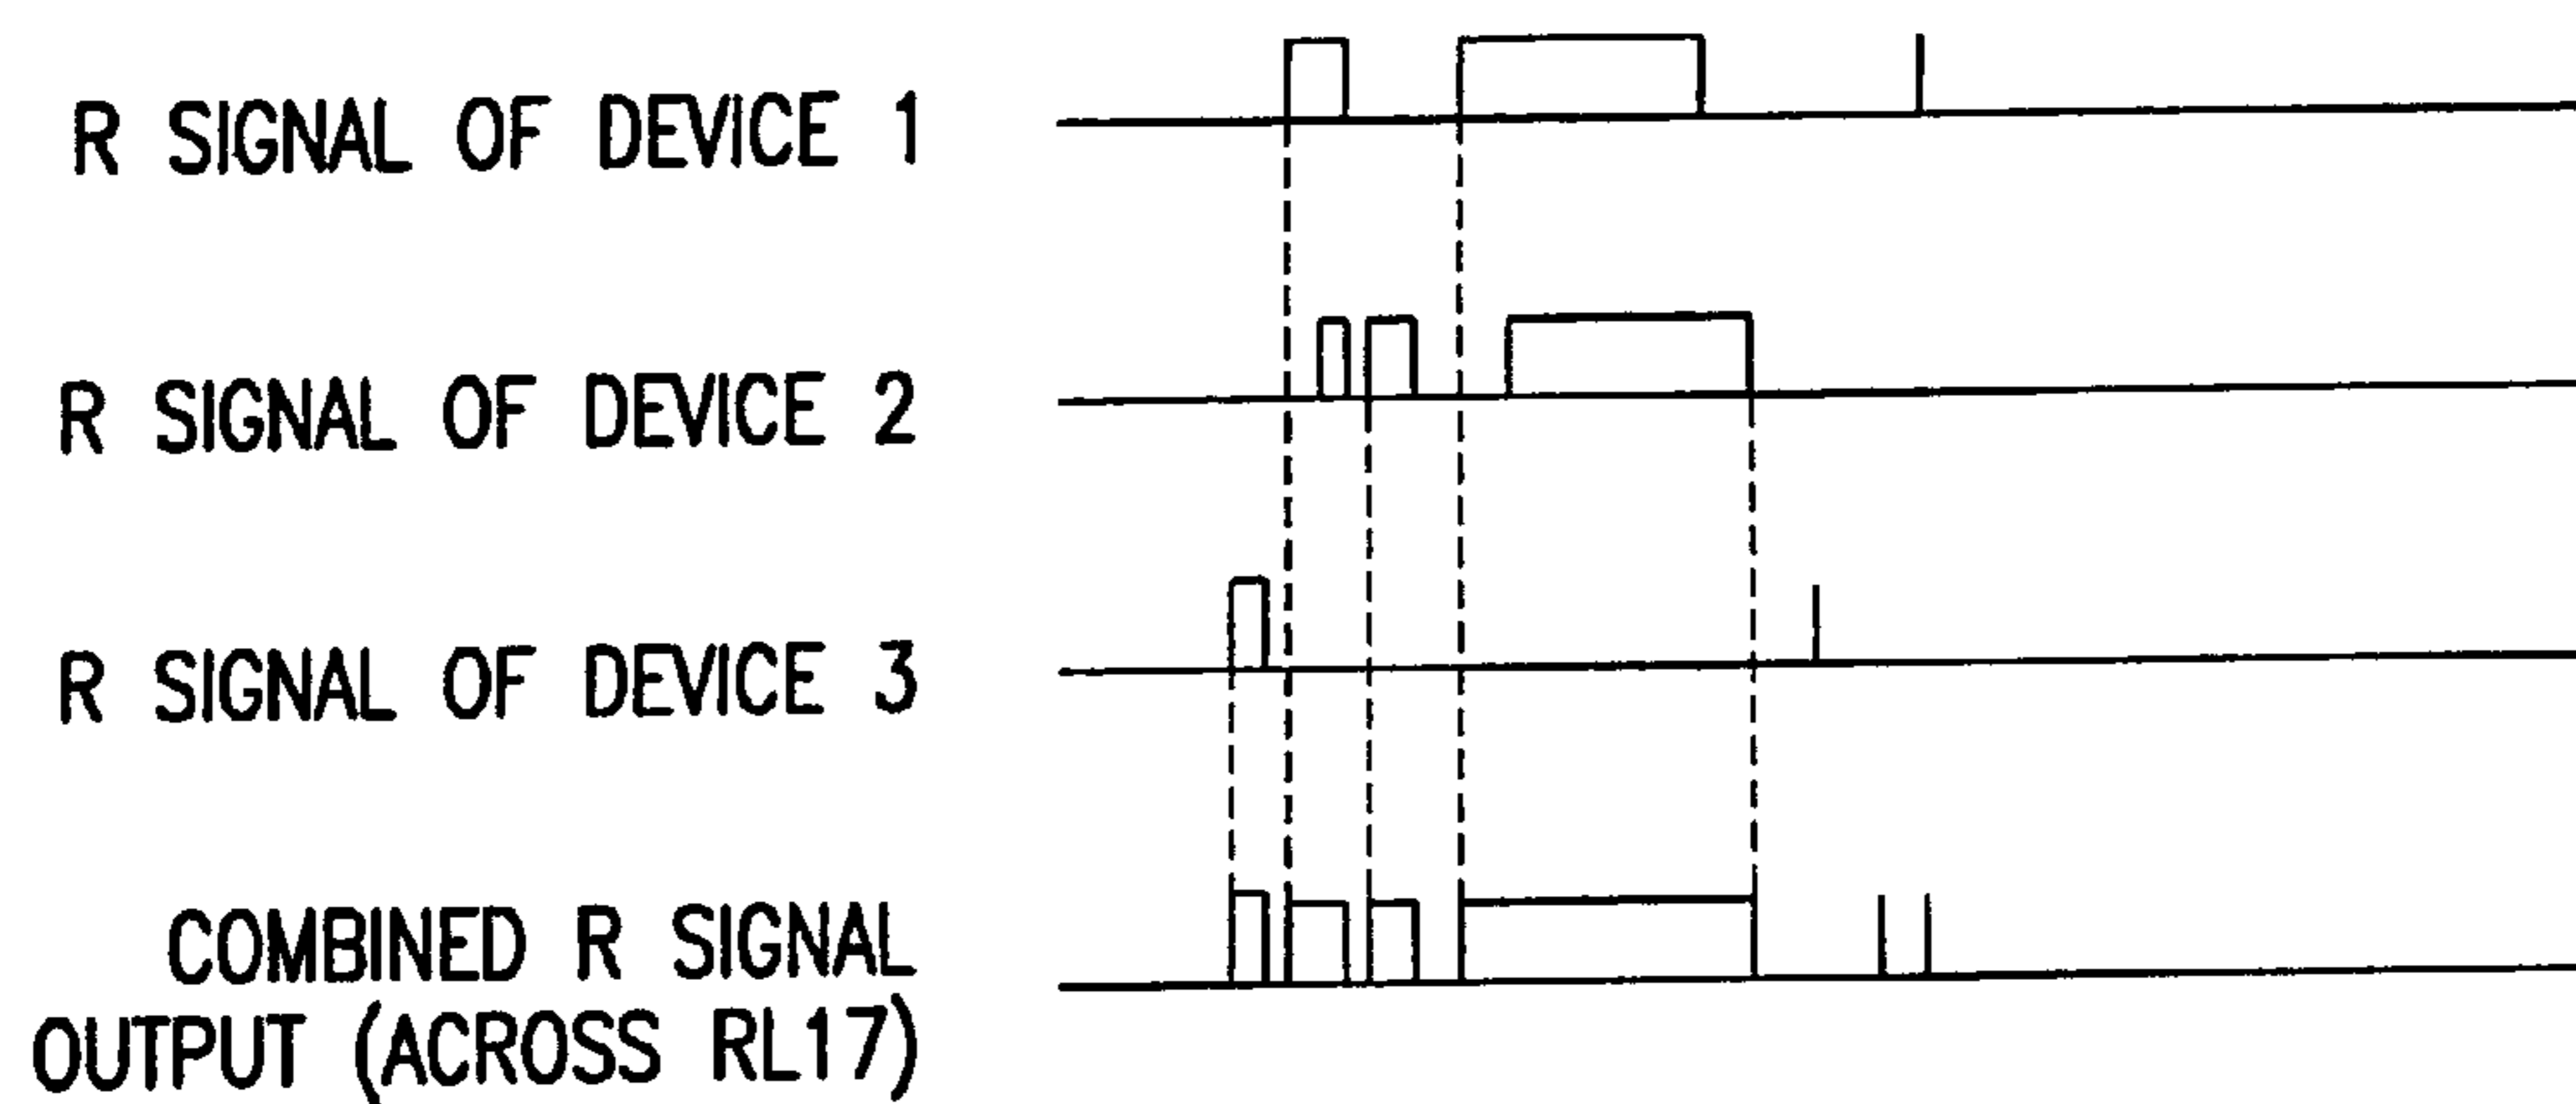 R SIGNAL OF DEVICE 1
R SIGNAL OF DEVICE 2
R SIGNAL OF DEVICE 3
COMBINED R SIGNAL
OUTPUT (ACROSS RL17)